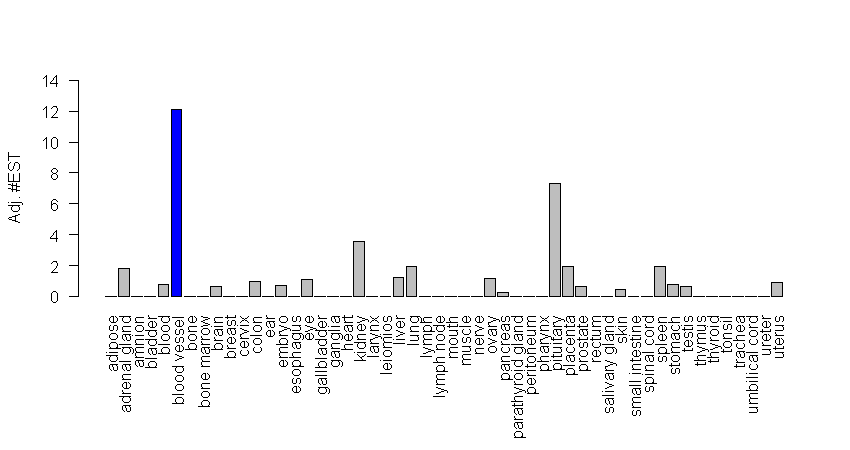 14
12
10
8
6
4
2
0
Adj. #EST
adipose
adrenal gland
amnion
bladder
blood
blood vessel
bone
bone marrow
brain
breast
cervix
colon
ear
embryo
esophagus
eye
gallbladder
ganglia
heart
kidney
larynx
leiomios
liver
lung
lymph
lymph node
mouth
muscle
nerve
ovary
pancreas
parathyroid gland
peritoneum
pharynx
pituitary
placenta
prostate
rectum
salivary gland
skin
small intestine
spinal cord
spleen
stomach
testis
thymus
thyroid
tonsil
trachea
umbilical cord
ureter
uterus